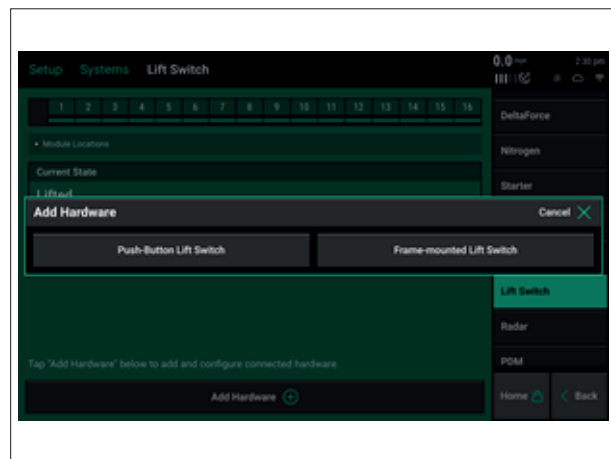 Setup Systems Lift Switch
0.0 mph 2:30 pm
1 2 3 4 5 6 7 8 9 10 11 12 13 14 15 16
Module Locations
Current State
Lifted
Add Hardware
Cancel
Push-Button Lift Switch
Frame-mounted Lift Switch
Tap "Add Hardware" below to add and configure connected hardware.
Add Hardware
DeltaForce
Nitrogen
Starter
Lift Switch
Radar
PDM
Home
Back